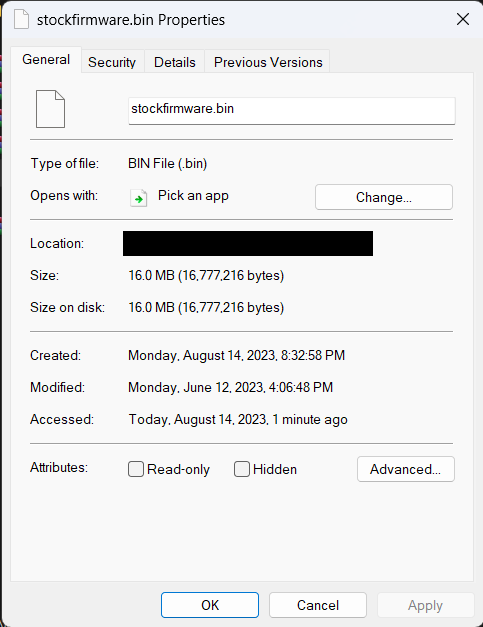 stockfirmware.bin Properties
General Security Details Previous Versions
stockfirmware.bin
Type of file: BIN File (.bin)
Opens with: Pick an app Change...
Location:
Size: 16.0 MB (16,777,216 bytes)
Size on disk: 16.0 MB (16,777,216 bytes)
Created: Monday, August 14, 2023, 8:32:58 PM
Modified: Monday, June 12, 2023, 4:06:48 PM
Accessed: Today, August 14, 2023, 1 minute ago
Attributes: Read-only Hidden Advanced...
OK Cancel Apply